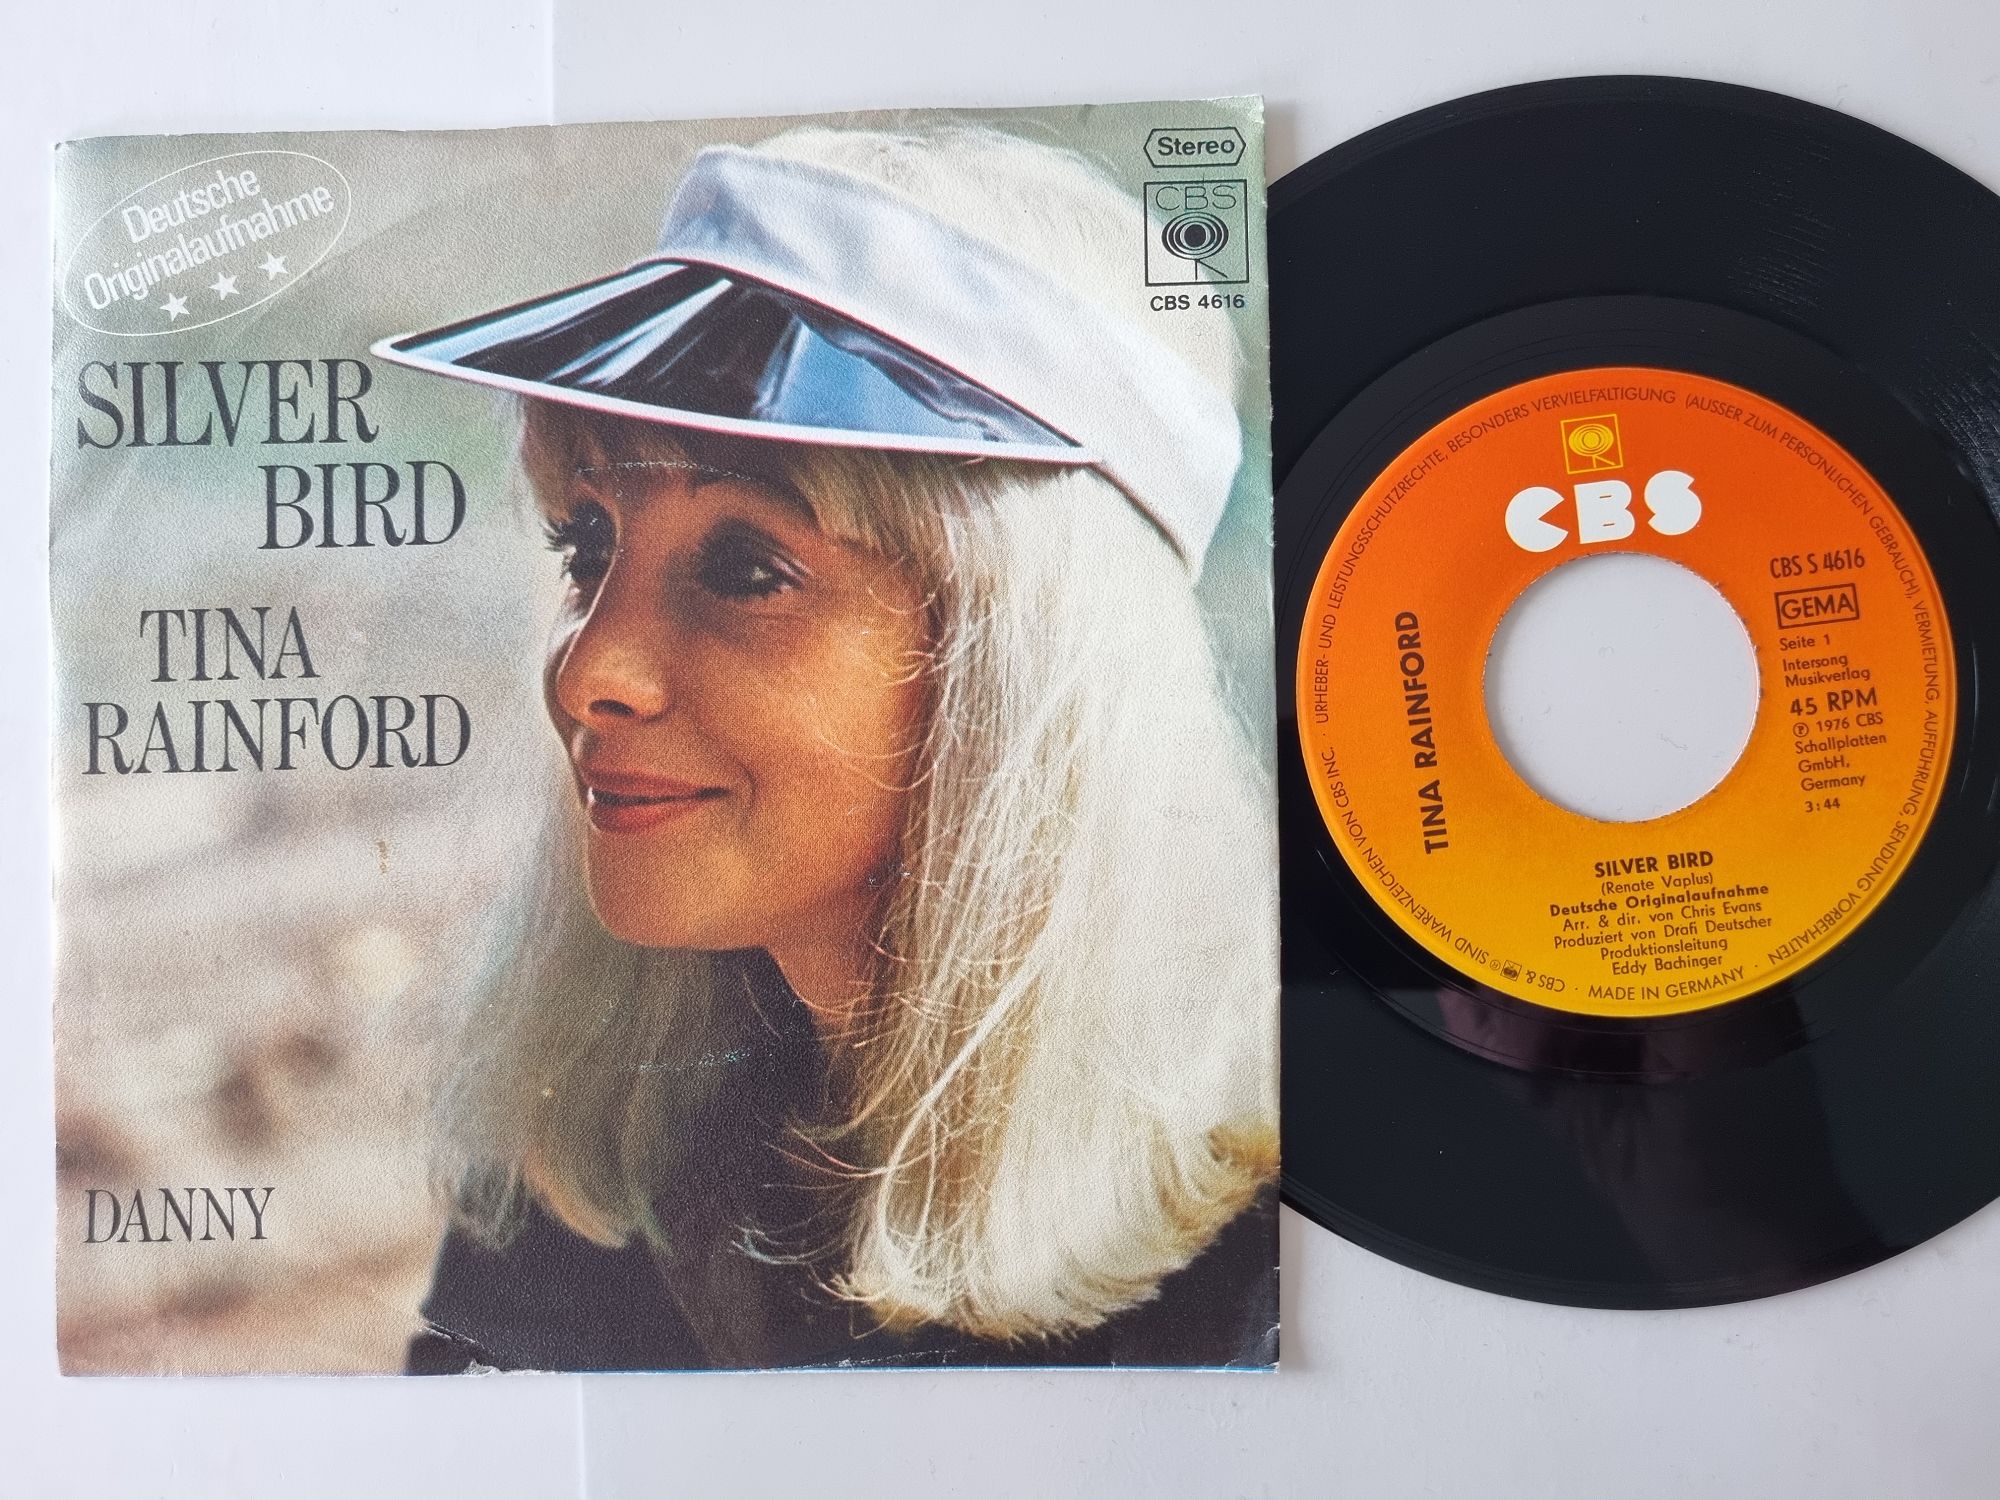 Deutsche
Originalaufnahme
Stereo
CBS
CBS 4616
SILVER
BIRD
TINA
RAINFORD
DANNY
URHEBER- UND LEISTUNGSSCHUTZRECHTE, BESONDERS VERVIELFÄLTIGUNG (AUSSER ZUM PERSÖNLICHEN GEBRAUCH), VERMIETUNG, AUFFÜHRUNG, SENDUNG VORBEHALTEN
CBS
CBS S 4616
GEMA
Seite 1
Intersong
Musikverlag
45 RPM
℗ 1976 CBS
Schallplatten
GmbH,
Germany
3:44
TINA RAINFORD
SILVER BIRD
(Renate Vaplus)
Deutsche Originalaufnahme
Arr. & dir. von Chris Evans
Produziert von Drafi Deutscher
Produktionsleitung
Eddy Bachinger
CBS & ® SIND WARENZEICHEN VON CBS INC. · MADE IN GERMANY ·